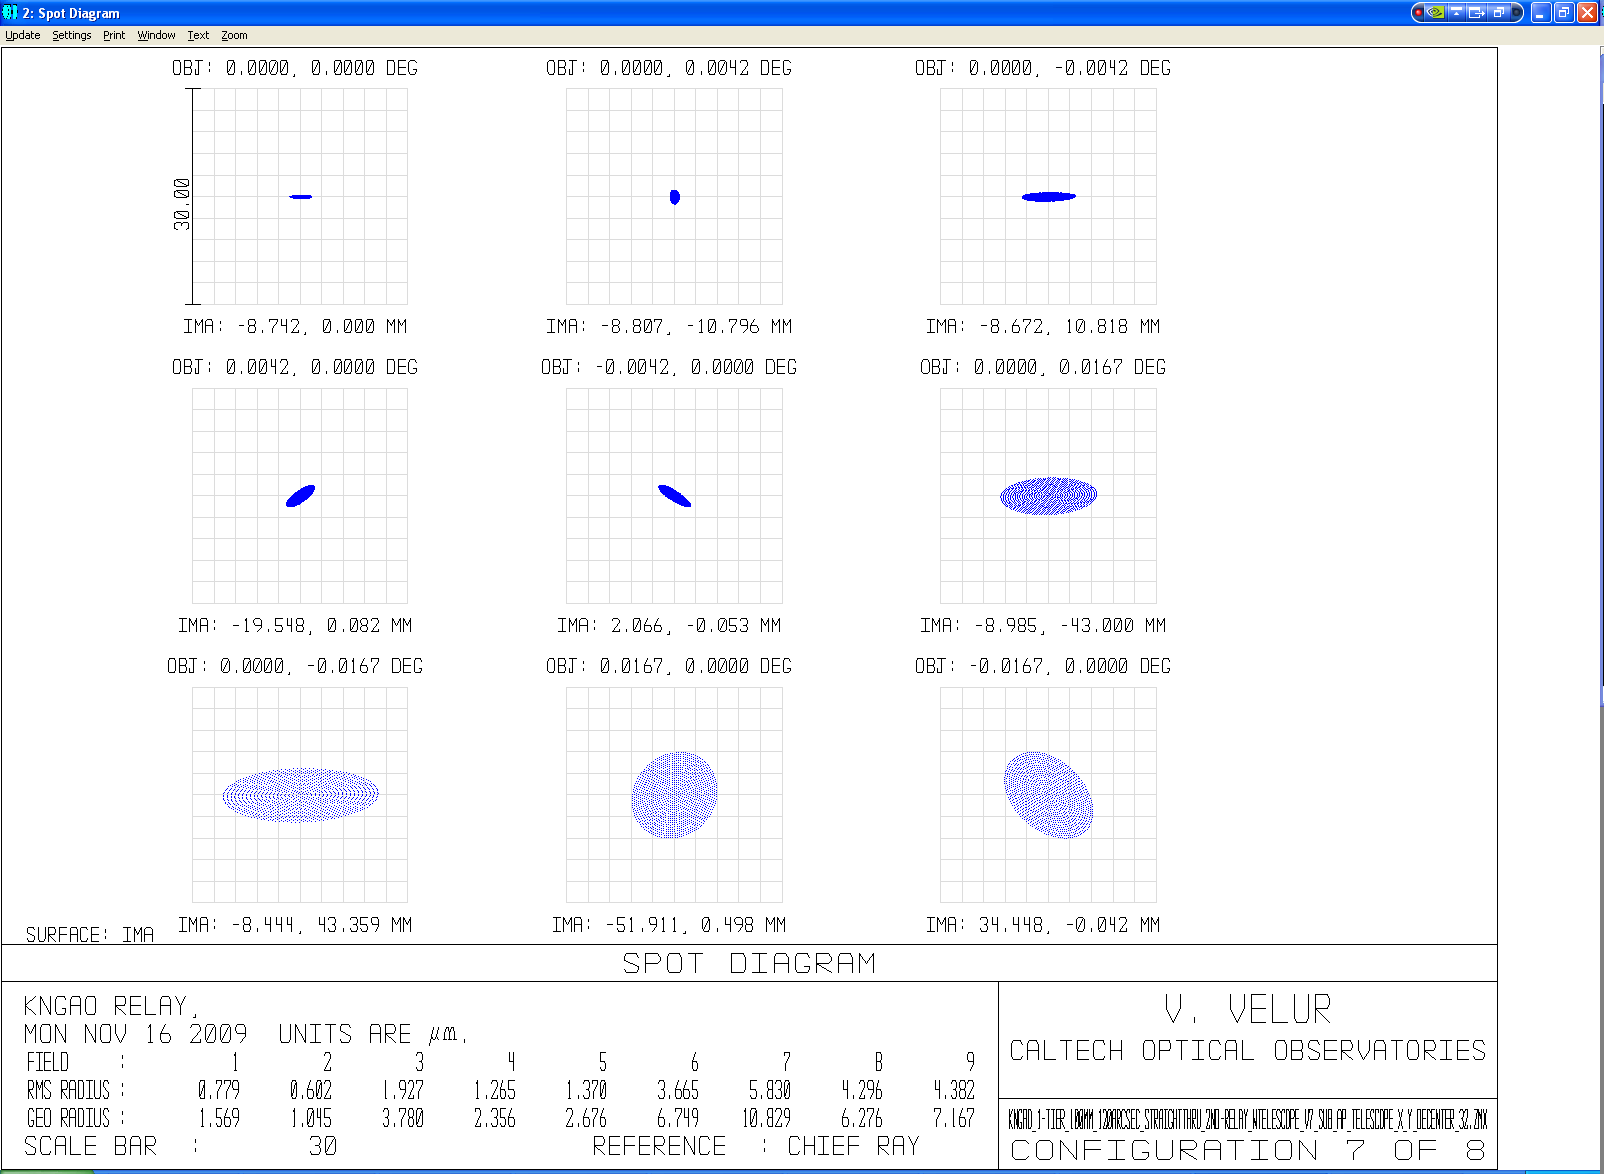 2: Spot Diagram
Update Settings Print Window Text Zoom
OBJ: 0.0000, 0.0000 DEG
OBJ: 0.0000, 0.0042 DEG
OBJ: 0.0000, -0.0042 DEG
30.00
IMA: -8.742, 0.000 MM
IMA: -8.807, -10.796 MM
IMA: -8.672, 10.818 MM
OBJ: 0.0042, 0.0000 DEG
OBJ: -0.0042, 0.0000 DEG
OBJ: 0.0000, 0.0167 DEG
IMA: -19.548, 0.082 MM
IMA: 2.066, -0.053 MM
IMA: -8.985, -43.000 MM
OBJ: 0.0000, -0.0167 DEG
OBJ: 0.0167, 0.0000 DEG
OBJ: -0.0167, 0.0000 DEG
IMA: -8.444, 43.359 MM
IMA: -51.911, 0.498 MM
IMA: 34.448, -0.042 MM
SURFACE: IMA
SPOT DIAGRAM
KNGAO RELAY,
MON NOV 16 2009 UNITS ARE µm.
FIELD : 1 2 3 4 5 6 7 8 9
RMS RADIUS : 0.779 0.602 1.927 1.265 1.370 3.665 5.830 4.296 4.382
GEO RADIUS : 1.569 1.045 3.780 2.356 2.676 6.749 10.829 6.276 7.167
SCALE BAR : 30 REFERENCE : CHIEF RAY
V. VELUR
CALTECH OPTICAL OBSERVATORIES
KNGAO_1-TIER_100MM_120ARCSEC_STRAIGHTTHRU_2ND-RELAY_WTELESCOPE_V7_SUB_AP_TELESCOPE_X_Y_DECENTER_32.ZMX
CONFIGURATION 7 OF 8